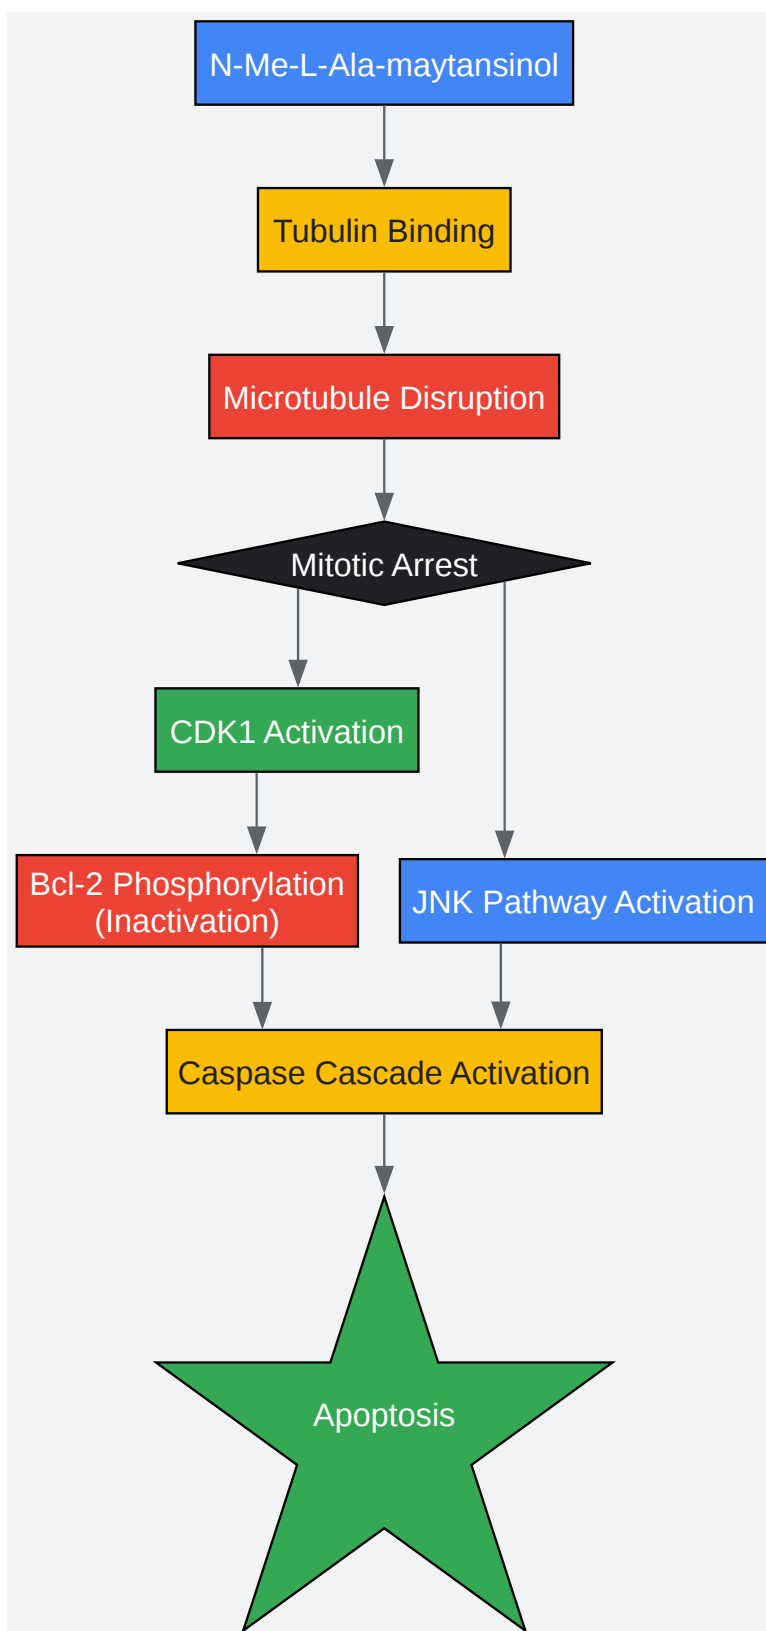 N-Me-L-Ala-maytansinol
Tubulin Binding
Microtubule Disruption
Mitotic Arrest
CDK1 Activation
Bcl-2 Phosphorylation
(Inactivation)
JNK Pathway Activation
Caspase Cascade Activation
Apoptosis